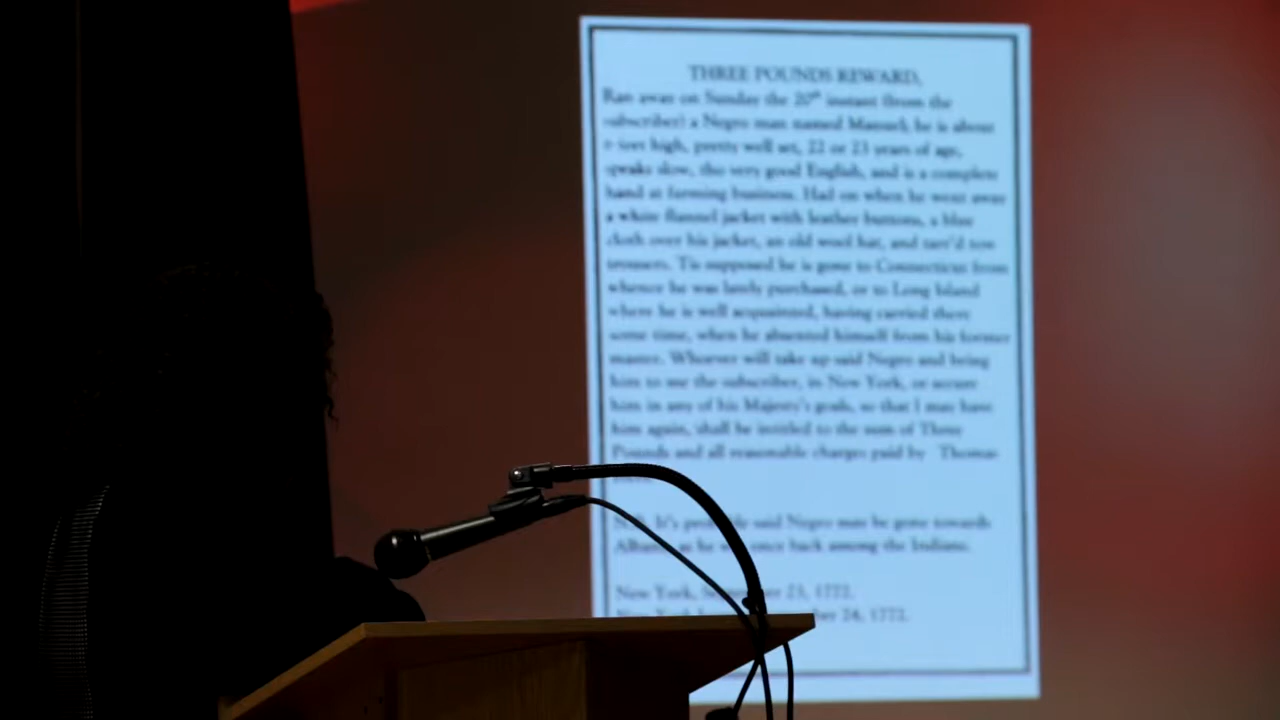 THREE POUNDS REWARD,
Ran away on Sunday the 20th instant (from the
subscriber) a Negro man named Manuel; he is about
feet high, pretty well set, 22 or 23 years of age,
speaks slow, tho very good English, and is a complete
hand at farming business. Had on when he went away
a white flannel jacket with leather buttons, a blue
cloth over his jacket, an old wool hat, and tarr'd tow
trousers. Tis supposed he is gone to Connecticut from
whence he was lately purchased, or to Long Island
where he is well acquainted, having carried there
some time, when he absented himself from his former
master. Whoever will take up said Negro and bring
him to me the subscriber, in New York, or secure
him in any of his Majesty's goals, so that I may have
him again, shall be intitled to the sum of Three
Pounds and all reasonable charges paid by Thomas
N.B. It's said Negro may be gone towards
as he once back among the Indians.
New York, 23, 1772.
New York 24, 1772.